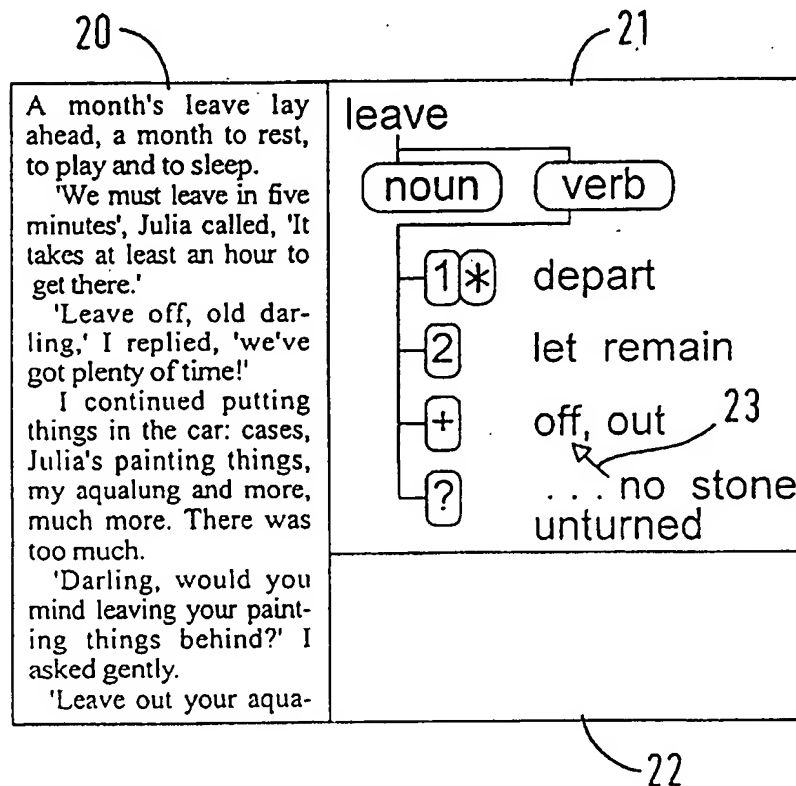 20
21
A month's leave lay
ahead, a month to rest,
to play and to sleep.
'We must leave in five
minutes', Julia called, 'It
takes at least an hour to
get there.'
'Leave off, old dar-
ling,' I replied, 'we've
got plenty of time!'
I continued putting
things in the car: cases,
Julia's painting things,
my aqualung and more,
much more. There was
too much.
'Darling, would you
mind leaving your paint-
ing things behind?' I
asked gently.
'Leave out your aqua-
leave
noun verb
1 * depart
2 let remain
+ off, out
23
? ... no stone
unturned
22